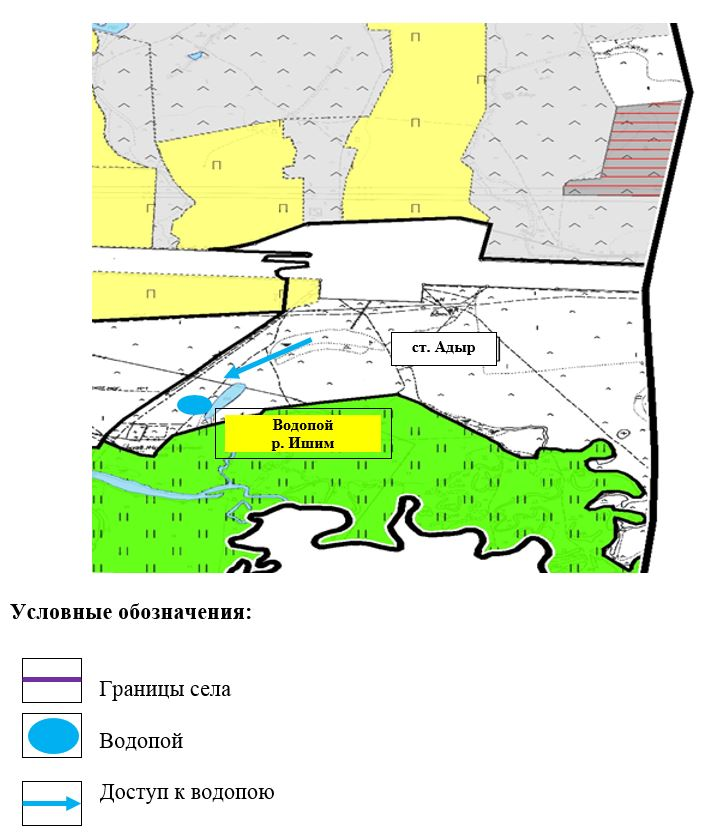 ст. Адыр
Водопой
р. Ишим
Условные обозначения:
Границы села
Водопой
Доступ к водопою